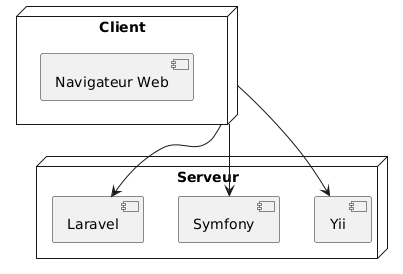 Client
Navigateur Web
Serveur
Laravel
Symfony
Yii